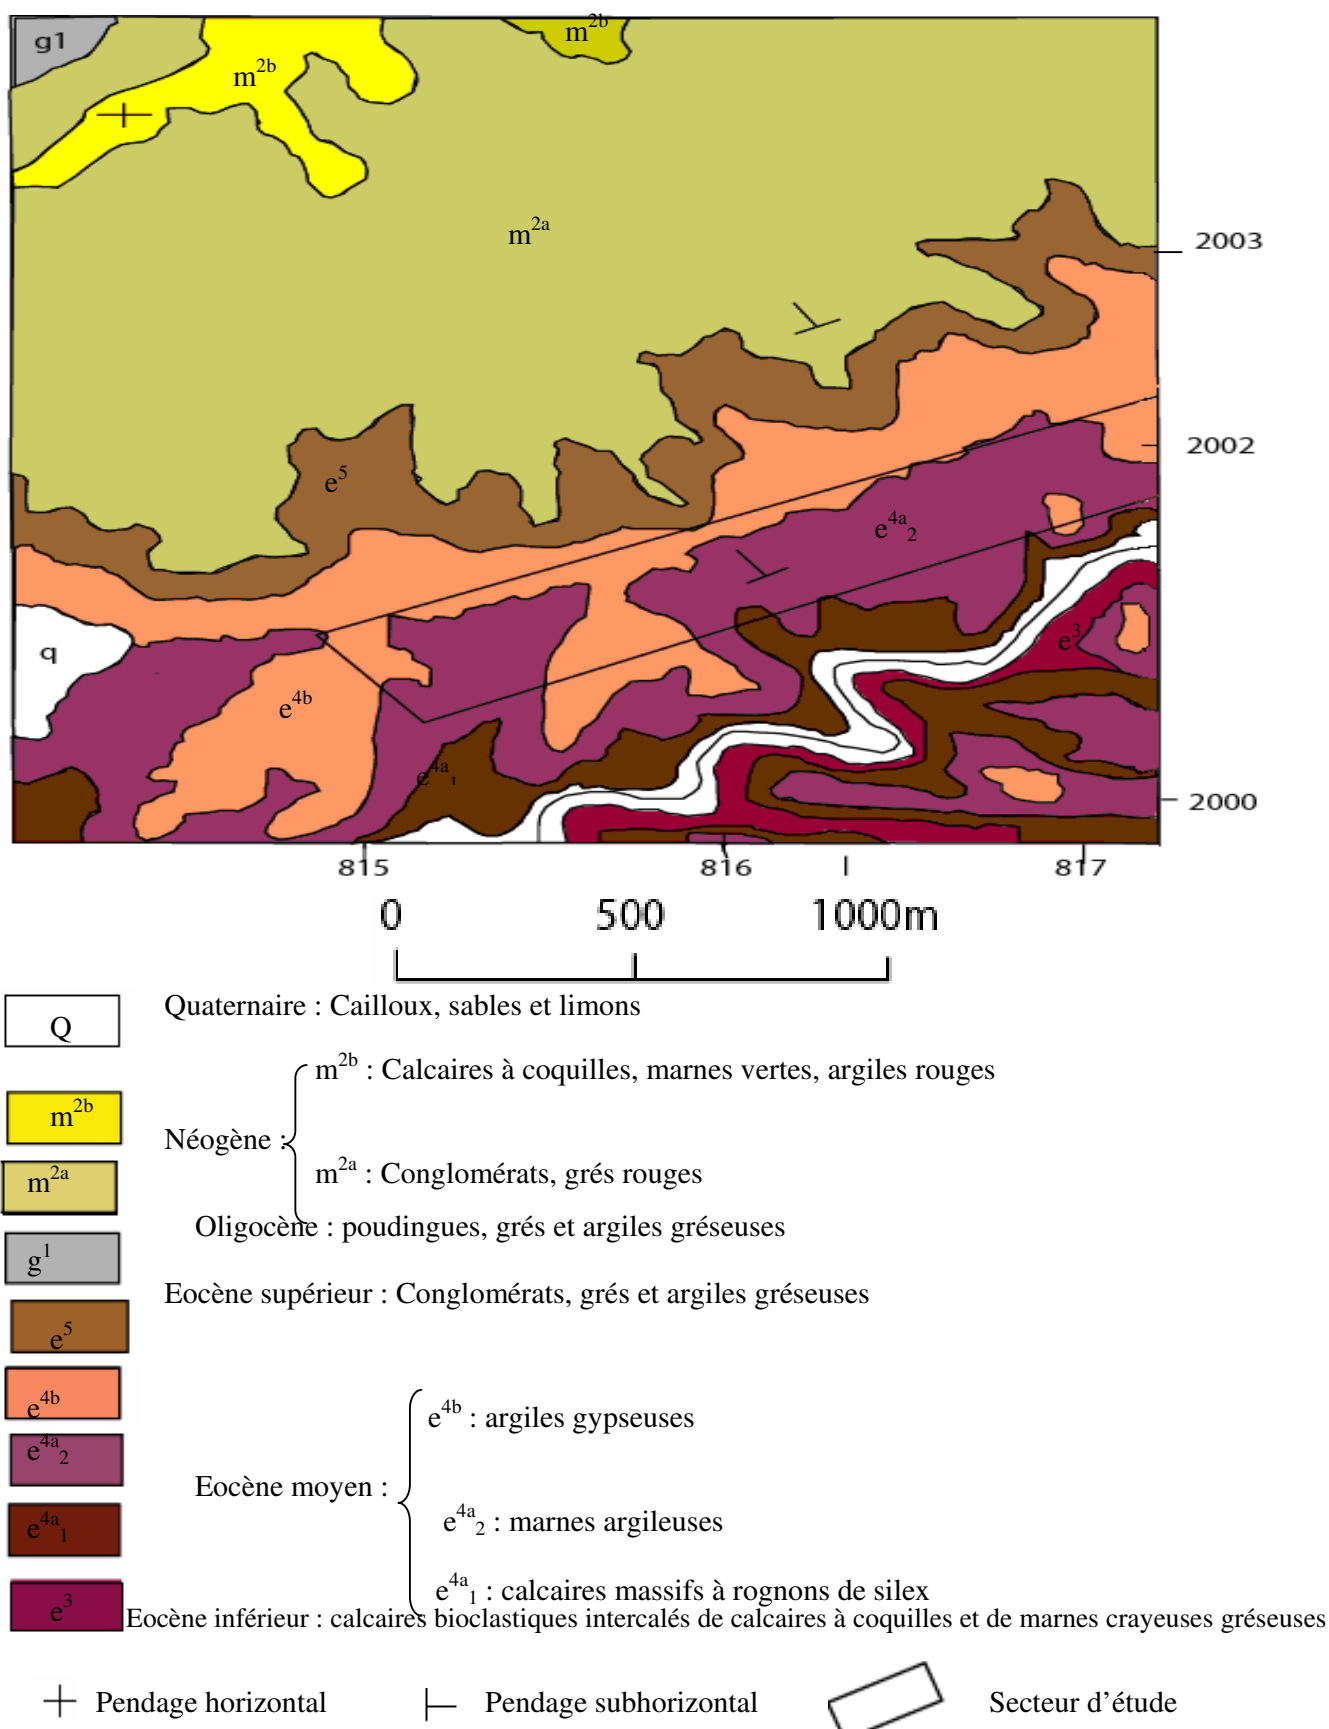 g1
m2b
m2b
m2a
2003
2002
e5
e4a2
q
e3
e4b
e4a1
2000
815
816
817
0 500 1000m
Q
Quaternaire : Cailloux, sables et limons
m2b
Néogène :
m2b : Calcaires à coquilles, marnes vertes, argiles rouges
m2a
m2a : Conglomérats, grés rouges
g1
Oligocène : poudingues, grés et argiles gréseuses
e5
Eocène supérieur : Conglomérats, grés et argiles gréseuses
e4b
e4b : argiles gypseuses
e4a2
Eocène moyen :
e4a2 : marnes argileuses
e4a1
e4a1 : calcaires massifs à rognons de silex
e3
Eocène inférieur : calcaires bioclastiques intercalés de calcaires à coquilles et de marnes crayeuses gréseuses
Pendage horizontal
Pendage subhorizontal
Secteur d'étude